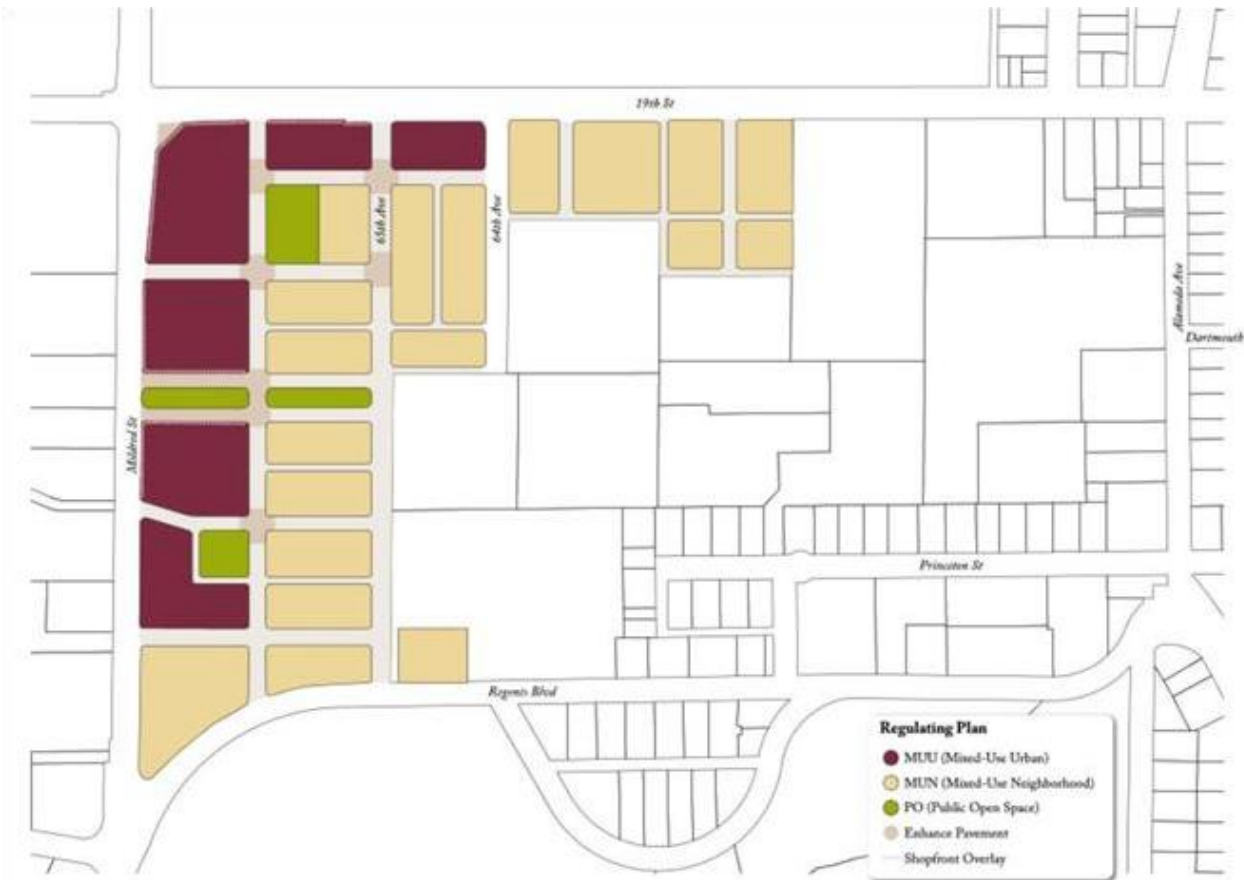 19th St
65th Ave
64th Ave
Alameda Ave
Dartmouth
Mildred St
Princeton St
Regents Blvd
Regulating Plan
MUU (Mixed-Use Urban)
MUN (Mixed-Use Neighborhood)
PO (Public Open Space)
Enhance Pavement
Shopfront Overlay